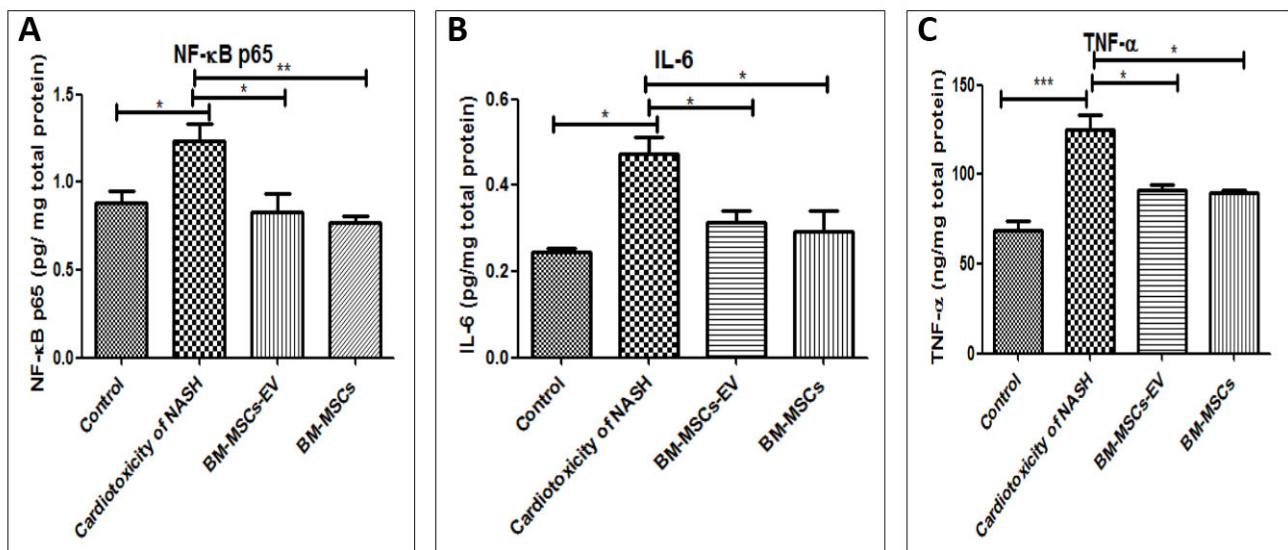 A
NF-κB p65
**
*
*
1.5
1.0
0.5
0.0
NF-κB p65 (pg/ mg total protein)
Control
Cardiotoxicity of NASH
BM-MSCs-EV
BM-MSCs
B
IL-6
*
*
*
0.6
0.4
0.2
0.0
IL-6 (pg/mg total protein)
Control
Cardiotoxicity of NASH
BM-MSCs-EV
BM-MSCs
C
TNF-α
*
*
***
150
100
50
0
TNF-α (ng/mg total protein)
Control
Cardiotoxicity of NASH
BM-MSCs-EV
BM-MSCs